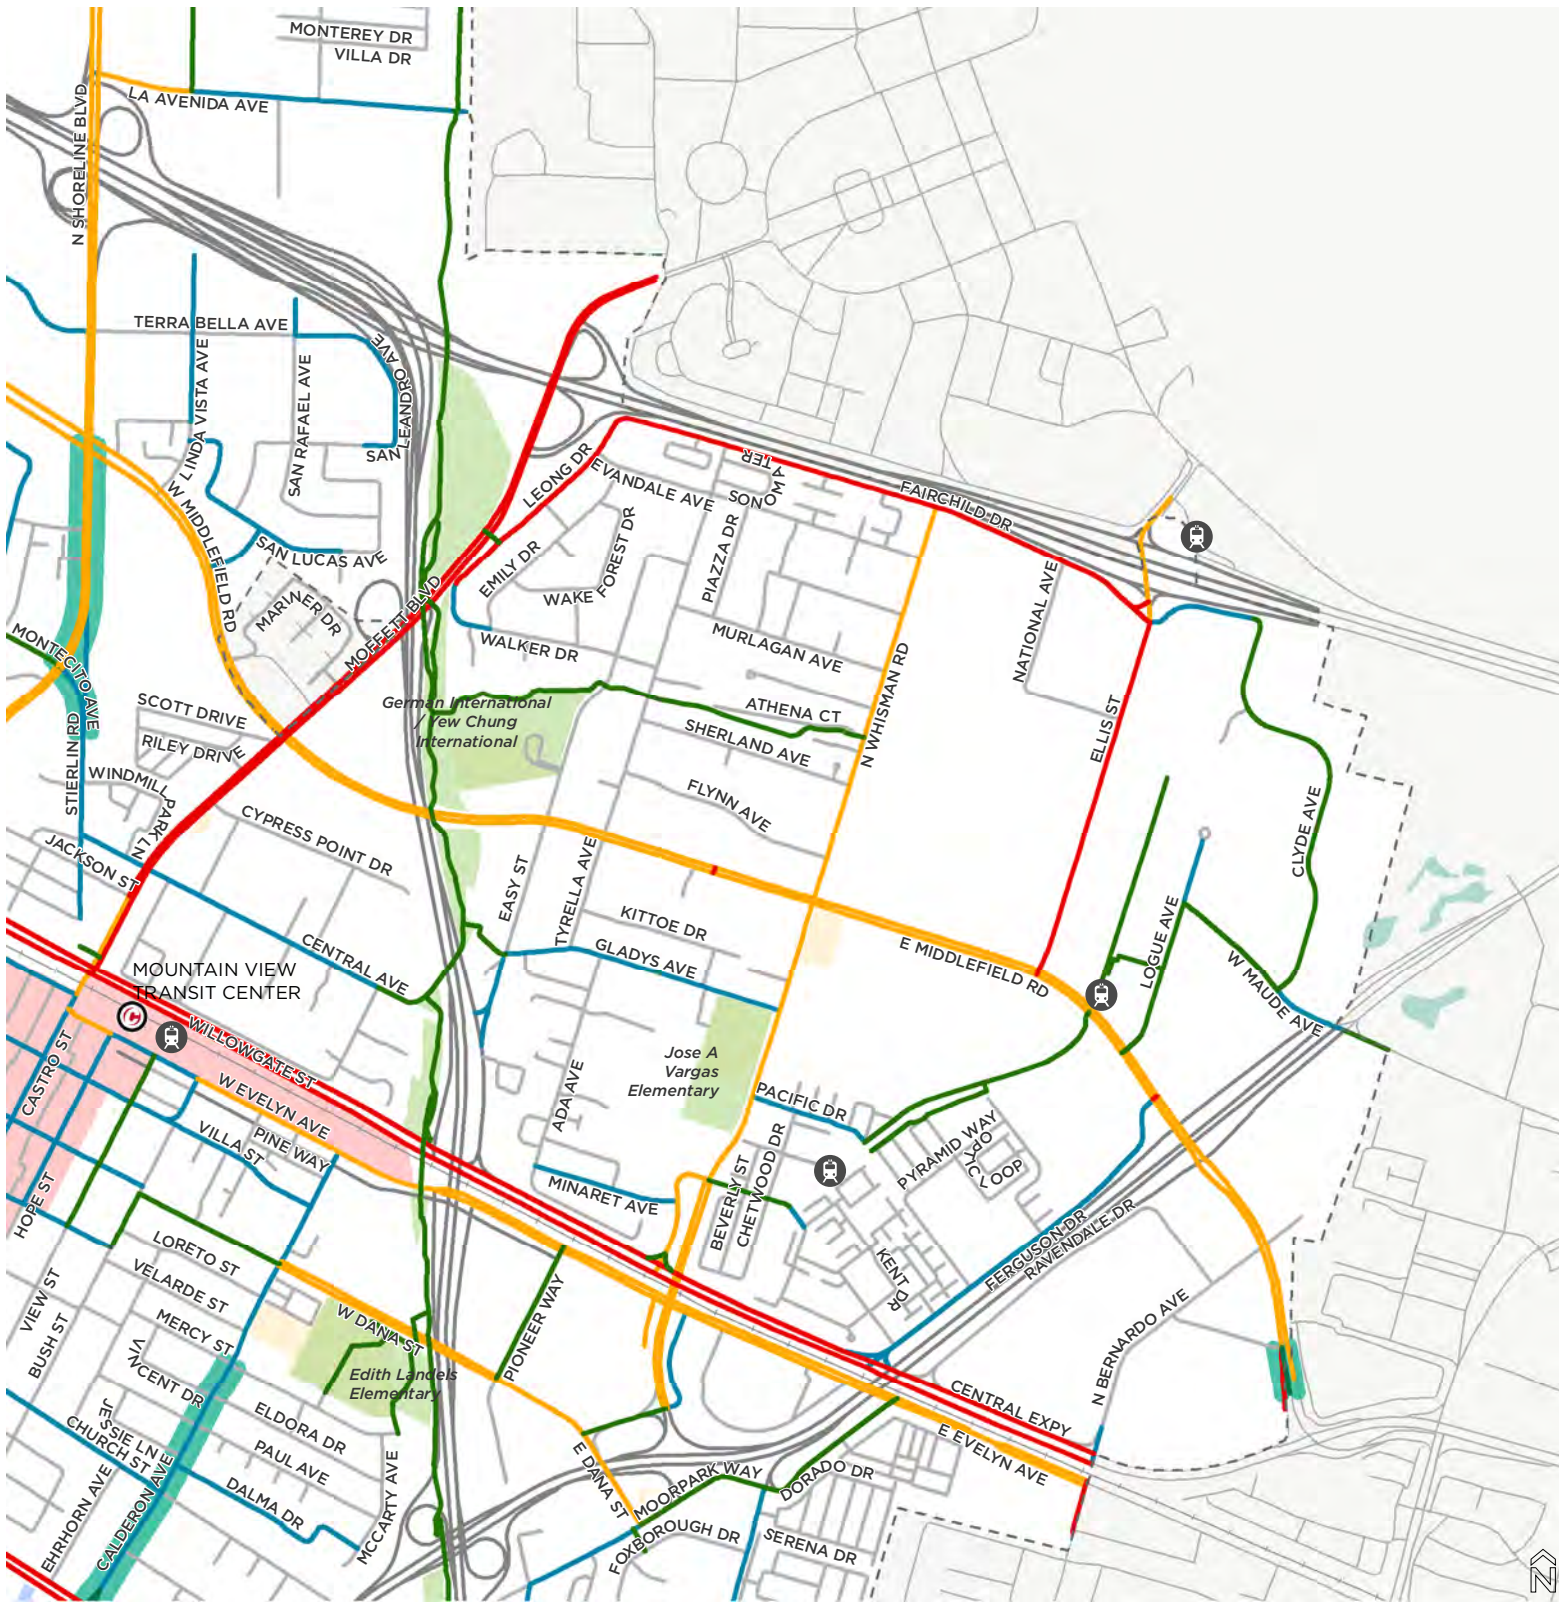 MONTEREY DR
VILLA DR
LA AVENIDA AVE
N SHORELINE BLVD
TERRA BELLA AVE
SAN LEANDRO AVE
W LINDA VISTA AVE
SAN RAFAEL AVE
LEONG DR
EVANDALE AVE
SONOMA TER
FAIRCHILD DR
W MIDDLEFIELD RD
SAN LUCAS AVE
EMILY DR
FOREST DR
WAKE
PIAZZA DR
NATIONAL AVE
MARINER DR
MOFFETT BLVD
WALKER DR
MURLAGAN AVE
MONTECITO AVE
STIERLIN RD
SCOTT DRIVE
RILEY DRIVE
German International
/ Yew Chung
International
ATHENA CT
SHERLAND AVE
N WHISMAN RD
ELLIS ST
WINDMILL
PARK LN
FLYNN AVE
CLYDE AVE
JACKSON ST
CYPRESS POINT DR
EASY ST
TYRELLA AVE
KITTOE DR
GLADYS AVE
E MIDDLEFIELD RD
LOGUE AVE
W MAUDE AVE
CENTRAL AVE
MOUNTAIN VIEW
TRANSIT CENTER
WILLOWGATE ST
CASTRO ST
W EVELYN AVE
ADA AVE
Jose A
Vargas
Elementary
PACIFIC DR
VILLA ST
PINE WAY
PYRAMID WAY
LOOP
HOPE ST
MINARET AVE
BEVERLY ST
CHETWOOD DR
KENT DR
FERGUSON DR
RAVENDALE DR
LORETO ST
VELARDE ST
MERCY ST
VIEW ST
BUSH ST
VINCENT DR
W DANA ST
PIONEER WAY
N BERNARDO AVE
Edith Landels
Elementary
CENTRAL EXPY
E EVELYN AVE
JESSIE LN
CHURCH ST
ELDORA DR
PAUL AVE
DALMA DR
EHRHORN AVE
CALDERON AVE
MCCARTY AVE
E DANA ST
MOORPARK WAY
DORADO DR
FOXBOROUGH DR
SERENA DR
N